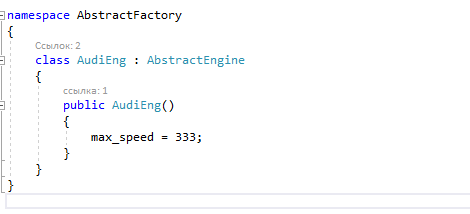 namespace AbstractFactory
{
Ссылок: 2
class AudiEng : AbstractEngine
{
ссылка: 1
public AudiEng()
{
max_speed = 333;
}
}
}